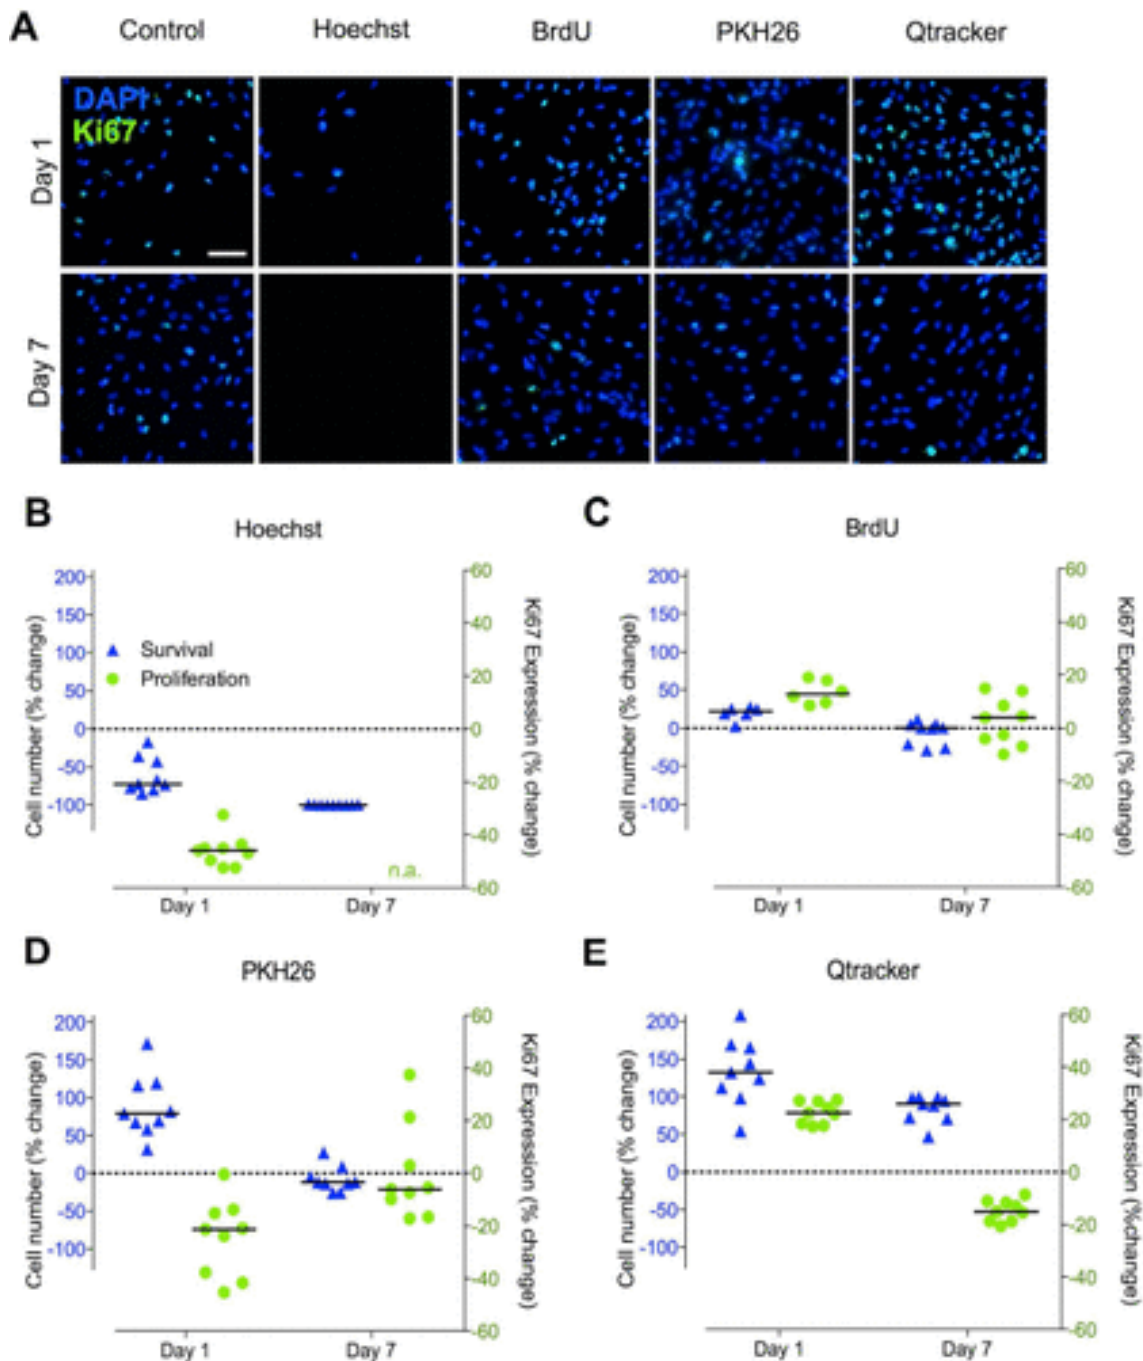 A
Control Hoechst BrdU PKH26 Qtracker
DAPI
Ki67
Day 1
Day 7
B
Hoechst
Cell number (% change)
200
150
100
50
0
-50
-100
Survival
Proliferation
n.a.
60
40
20
0
-20
-40
-60
Ki67 Expression (% change)
Day 1 Day 7
C
BrdU
Cell number (% change)
200
150
100
50
0
-50
-100
60
40
20
0
-20
-40
-60
Ki67 Expression (% change)
Day 1 Day 7
D
PKH26
Cell number (% change)
200
150
100
50
0
-50
-100
60
40
20
0
-20
-40
-60
Ki67 Expression (% change)
Day 1 Day 7
E
Qtracker
Cell number (% change)
200
150
100
50
0
-50
-100
60
40
20
0
-20
-40
-60
Ki67 Expression (%change)
Day 1 Day 7